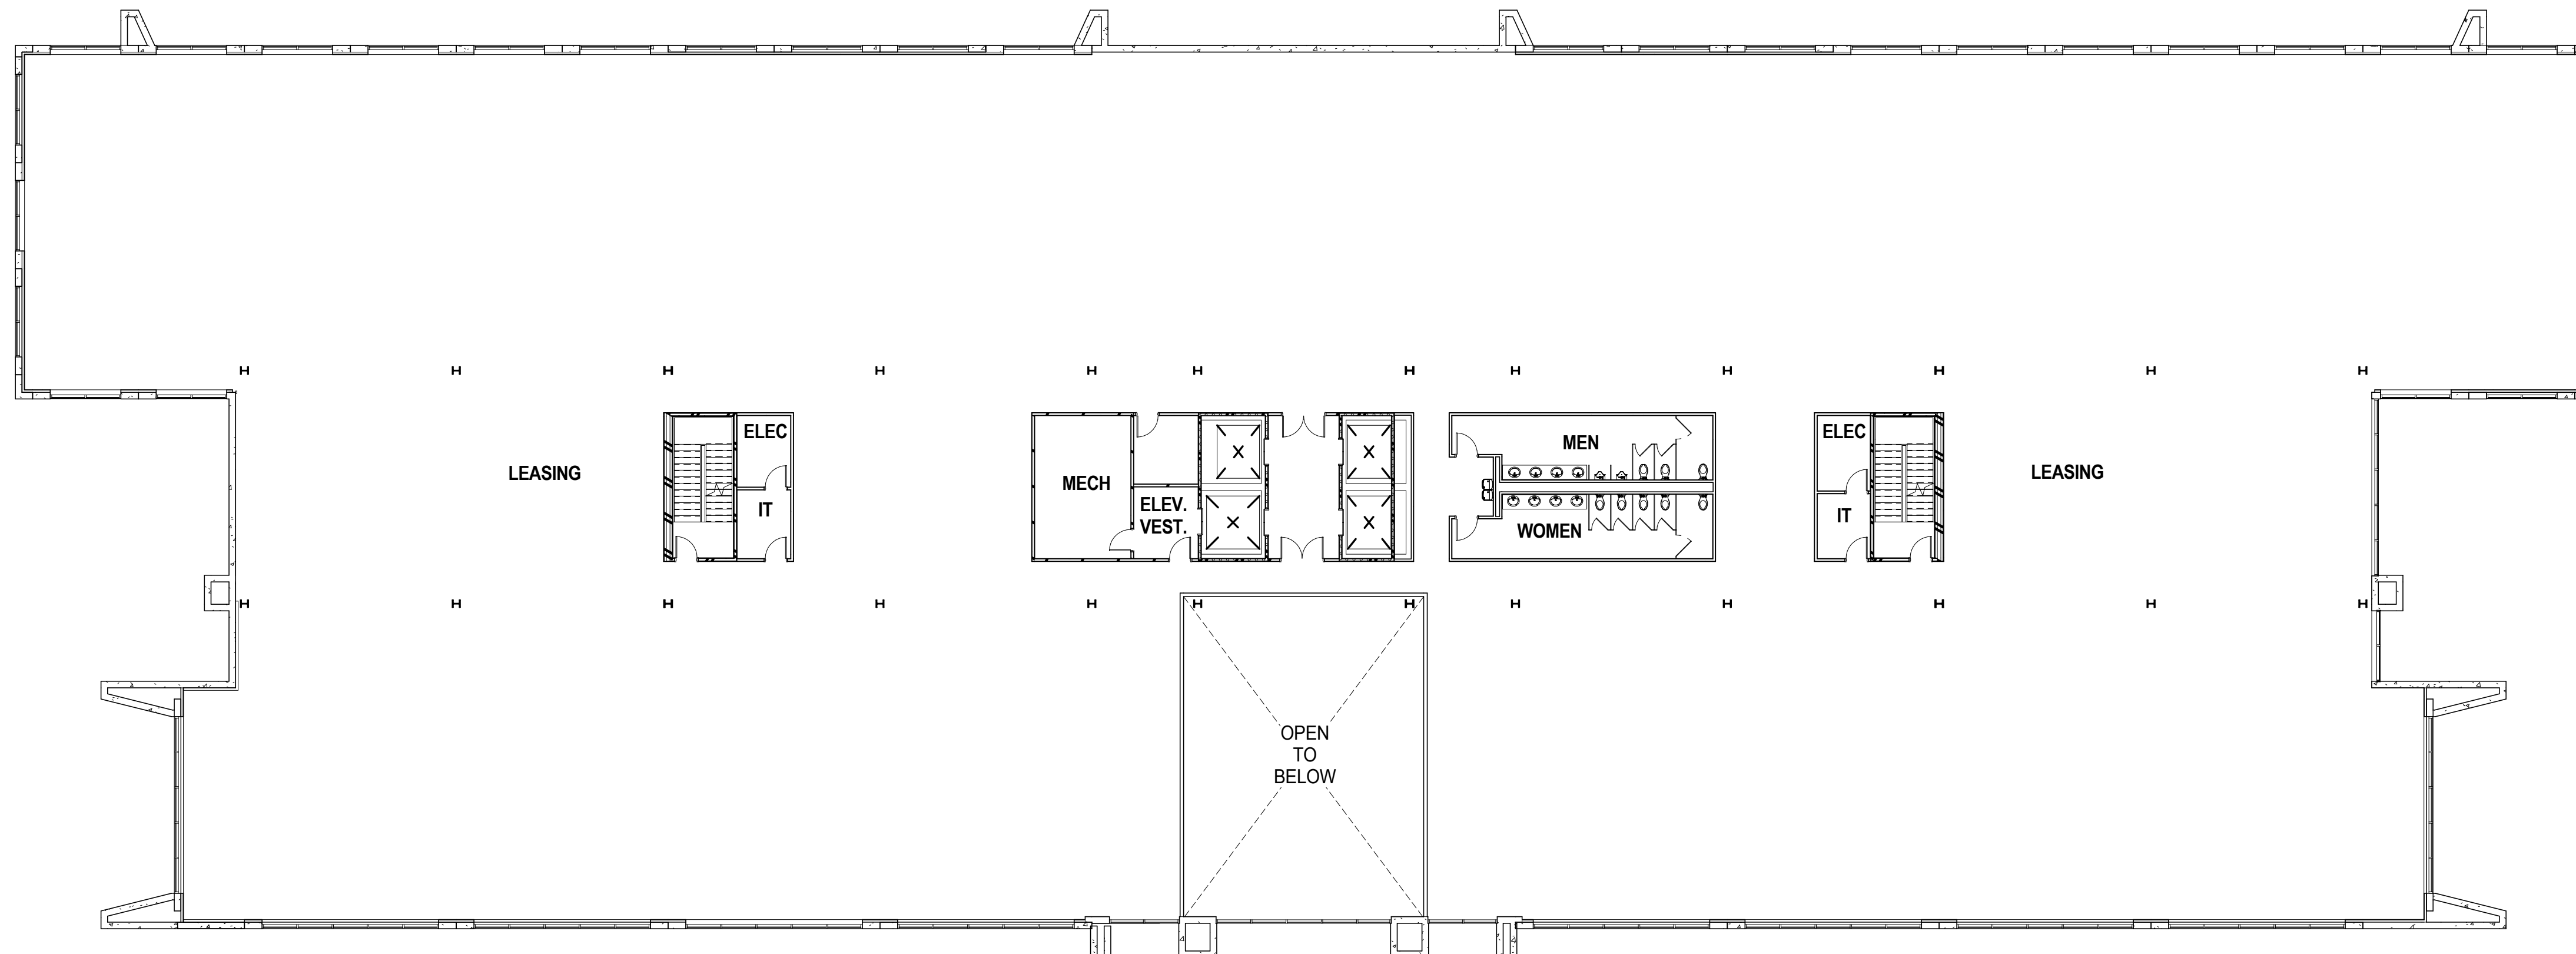 ELEC
LEASING
IT
MECH
ELEV.
VEST.
MEN
WOMEN
ELEC
LEASING
IT
OPEN
TO
BELOW